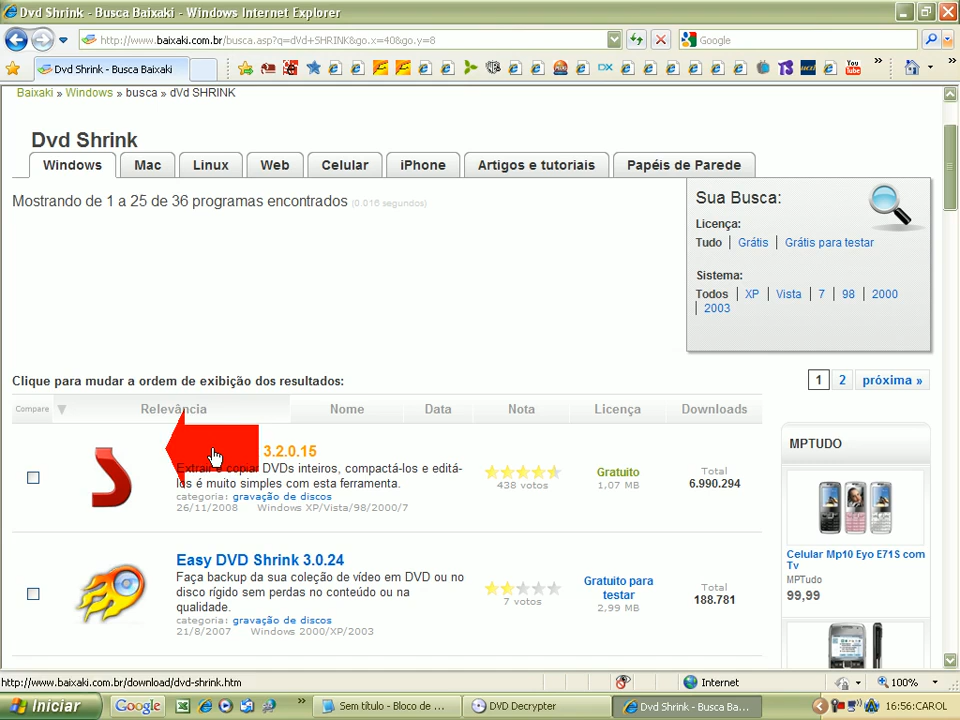 Dvd Shrink - Busca Baixaki - Windows Internet Explorer
http://www.baixaki.com.br/busca.asp?q=dVd+SHRINK&go.x=40&go.y=8
Google
Dvd Shrink - Busca Baixaki
You Tube
Baixaki » Windows » busca » dVd SHRINK
Dvd Shrink
Windows
Mac
Linux
Web
Celular
iPhone
Artigos e tutoriais
Papéis de Parede
Mostrando de 1 a 25 de 36 programas encontrados (0.016 segundos)
Sua Busca:
Licença:
Tudo | Grátis | Grátis para testar
Sistema:
Todos | XP | Vista | 7 | 98 | 2000
| 2003
Clique para mudar a ordem de exibição dos resultados:
1 2 próxima »
Compare
Relevância
Nome
Data
Nota
Licença
Downloads
3.2.0.15
Extrair e copiar DVDs inteiros, compactá-los e editá-
los é muito simples com esta ferramenta.
categoria: gravação de discos
26/11/2008 Windows XP/Vista/98/2000/7
438 votos
Gratuito
1,07 MB
Total
6.990.294
Easy DVD Shrink 3.0.24
Faça backup da sua coleção de vídeo em DVD ou no
disco rígido sem perdas no conteúdo ou na
qualidade.
categoria: gravação de discos
21/8/2007 Windows 2000/XP/2003
7 votos
Gratuito para
testar
2,99 MB
Total
188.781
MPTUDO
Celular Mp10 Eyo E71S com
Tv
MPTudo
99,99
http://www.baixaki.com.br/download/dvd-shrink.htm
Internet
100%
Iniciar
Google
Sem título - Bloco de ...
DVD Decrypter
Dvd Shrink - Busca Ba...
16:56:CAROL